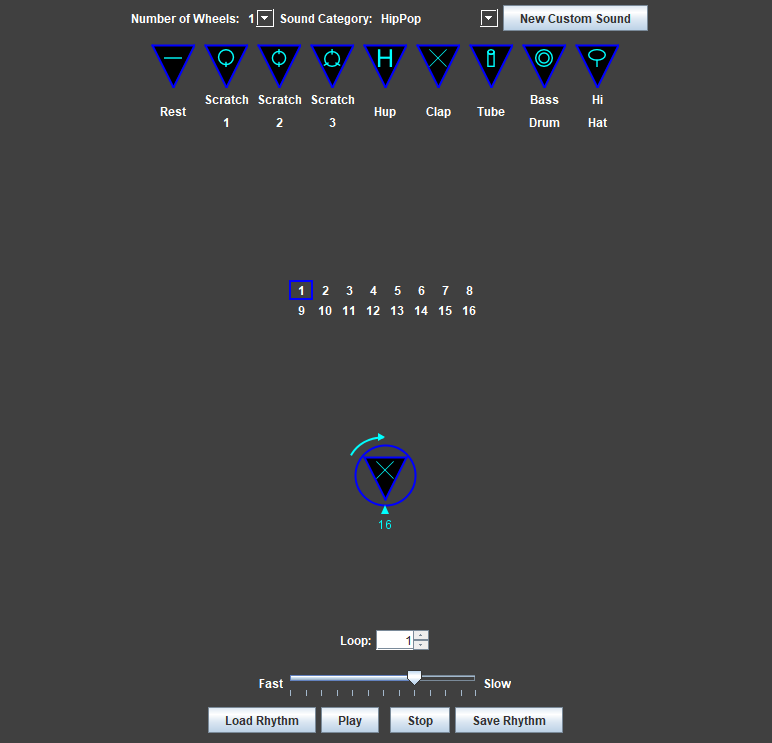 Number of Wheels: 1 Sound Category: HipPop New Custom Sound
Rest Scratch 1 Scratch 2 Scratch 3 Hup Clap Tube Bass Drum Hi Hat
1 2 3 4 5 6 7 8
9 10 11 12 13 14 15 16
16
Loop: 1
Fast Slow
Load Rhythm Play Stop Save Rhythm